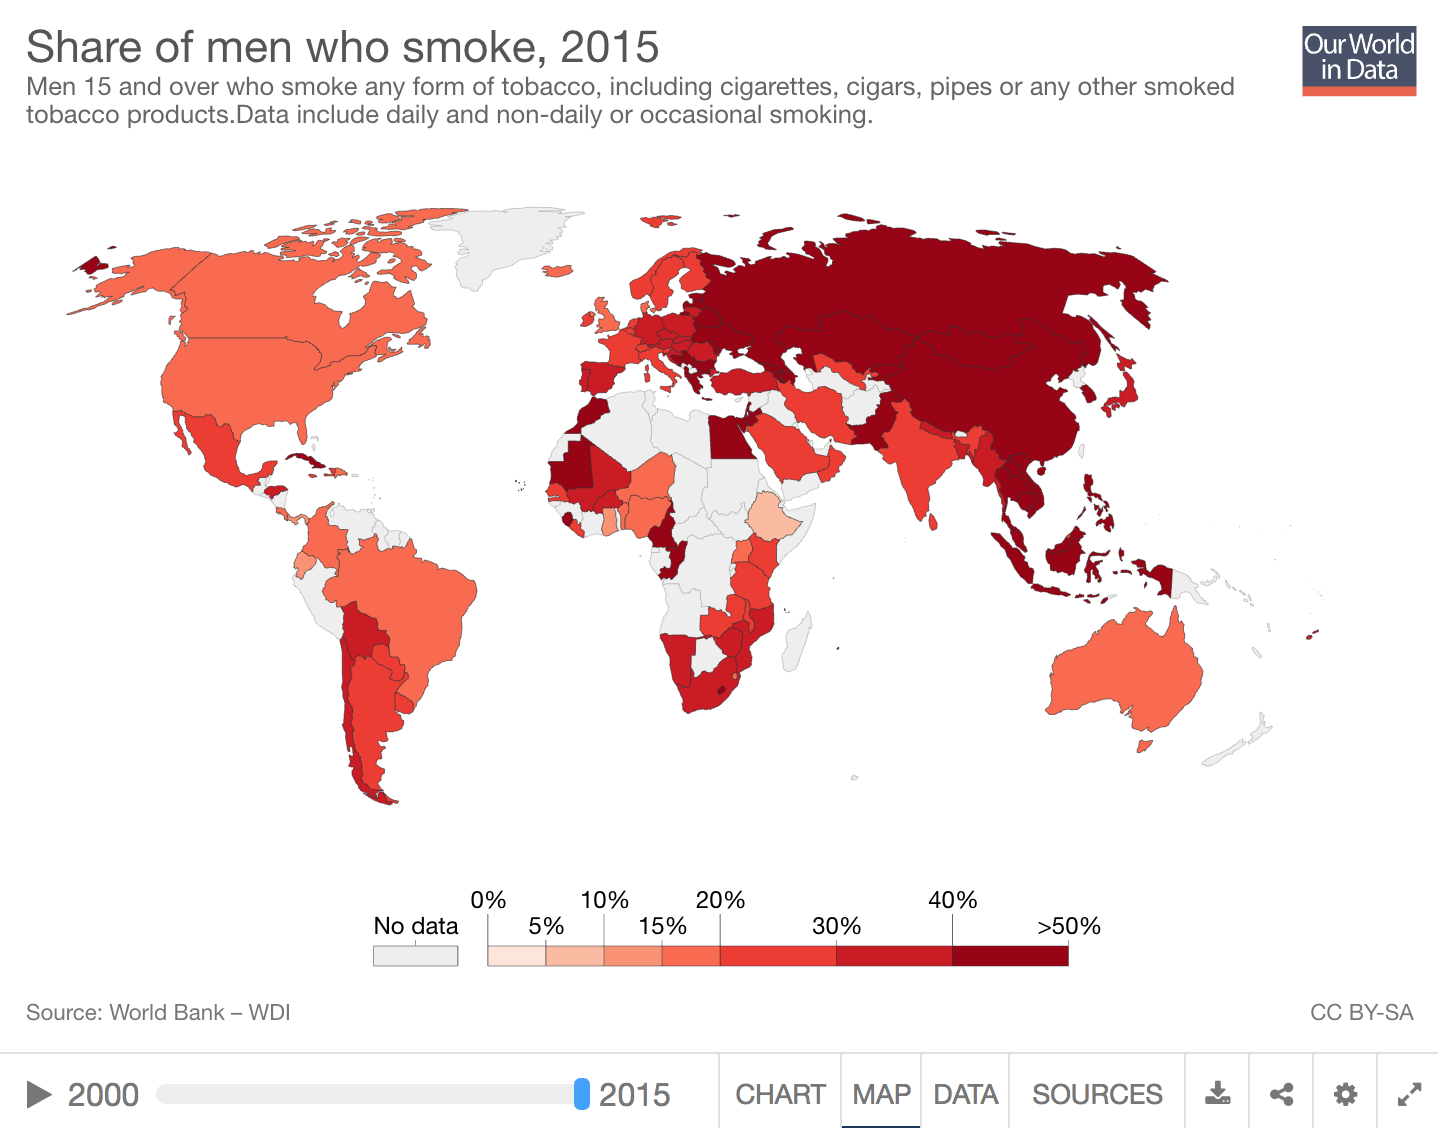 Share of men who smoke, 2015
Our World
in Data
Men 15 and over who smoke any form of tobacco, including cigarettes, cigars, pipes or any other smoked
tobacco products.Data include daily and non-daily or occasional smoking.
0% 10% 20% 40%
No data 5% 15% 30% >50%
Source: World Bank – WDI
CC BY-SA
2000 2015 CHART MAP DATA SOURCES